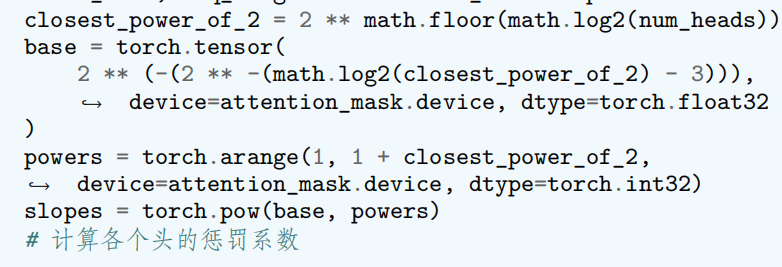 closest_power_of_2 = 2 ** math.floor(math.log2(num_heads))
base = torch.tensor(
    2 ** (-(2 ** -(math.log2(closest_power_of_2) - 3))),
    ↪ device=attention_mask.device, dtype=torch.float32
)
powers = torch.arange(1, 1 + closest_power_of_2,
↪ device=attention_mask.device, dtype=torch.int32)
slopes = torch.pow(base, powers)
# 计算各个头的惩罚系数